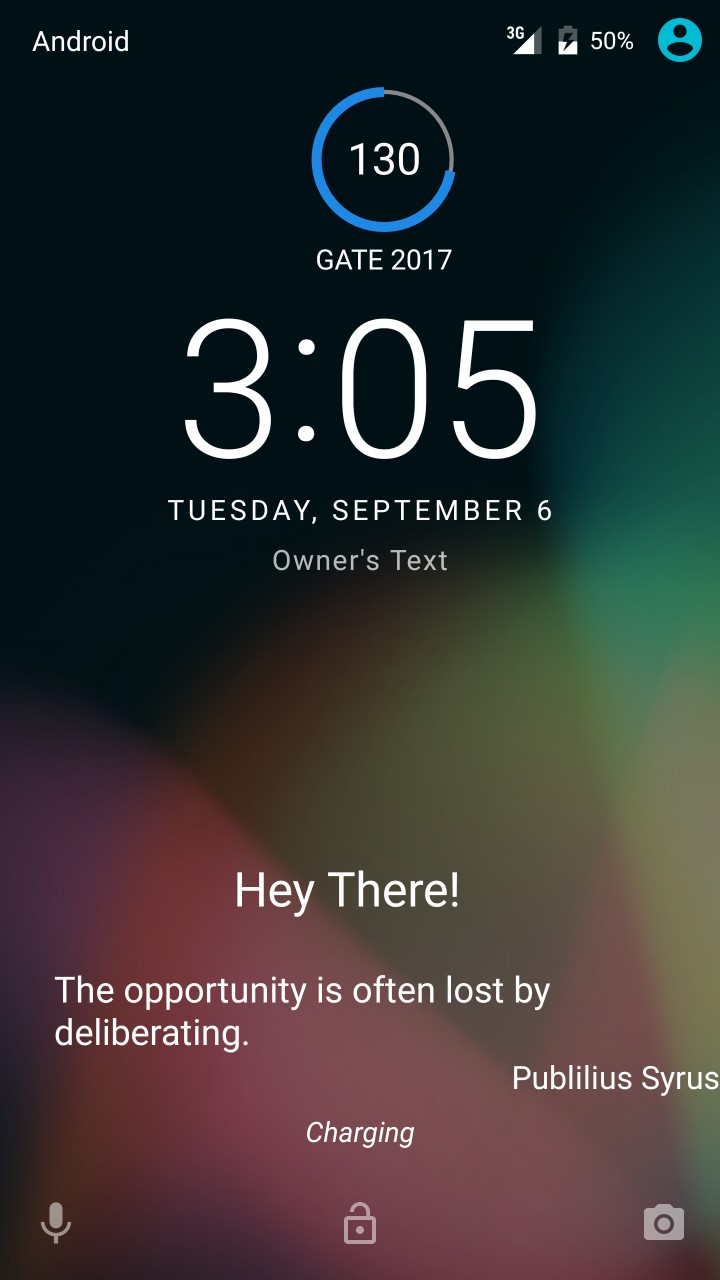 Android
3G
50%
130
GATE 2017
3:05
TUESDAY, SEPTEMBER 6
Owner's Text
Hey There!
The opportunity is often lost by
deliberating.
Publilius Syrus
Charging